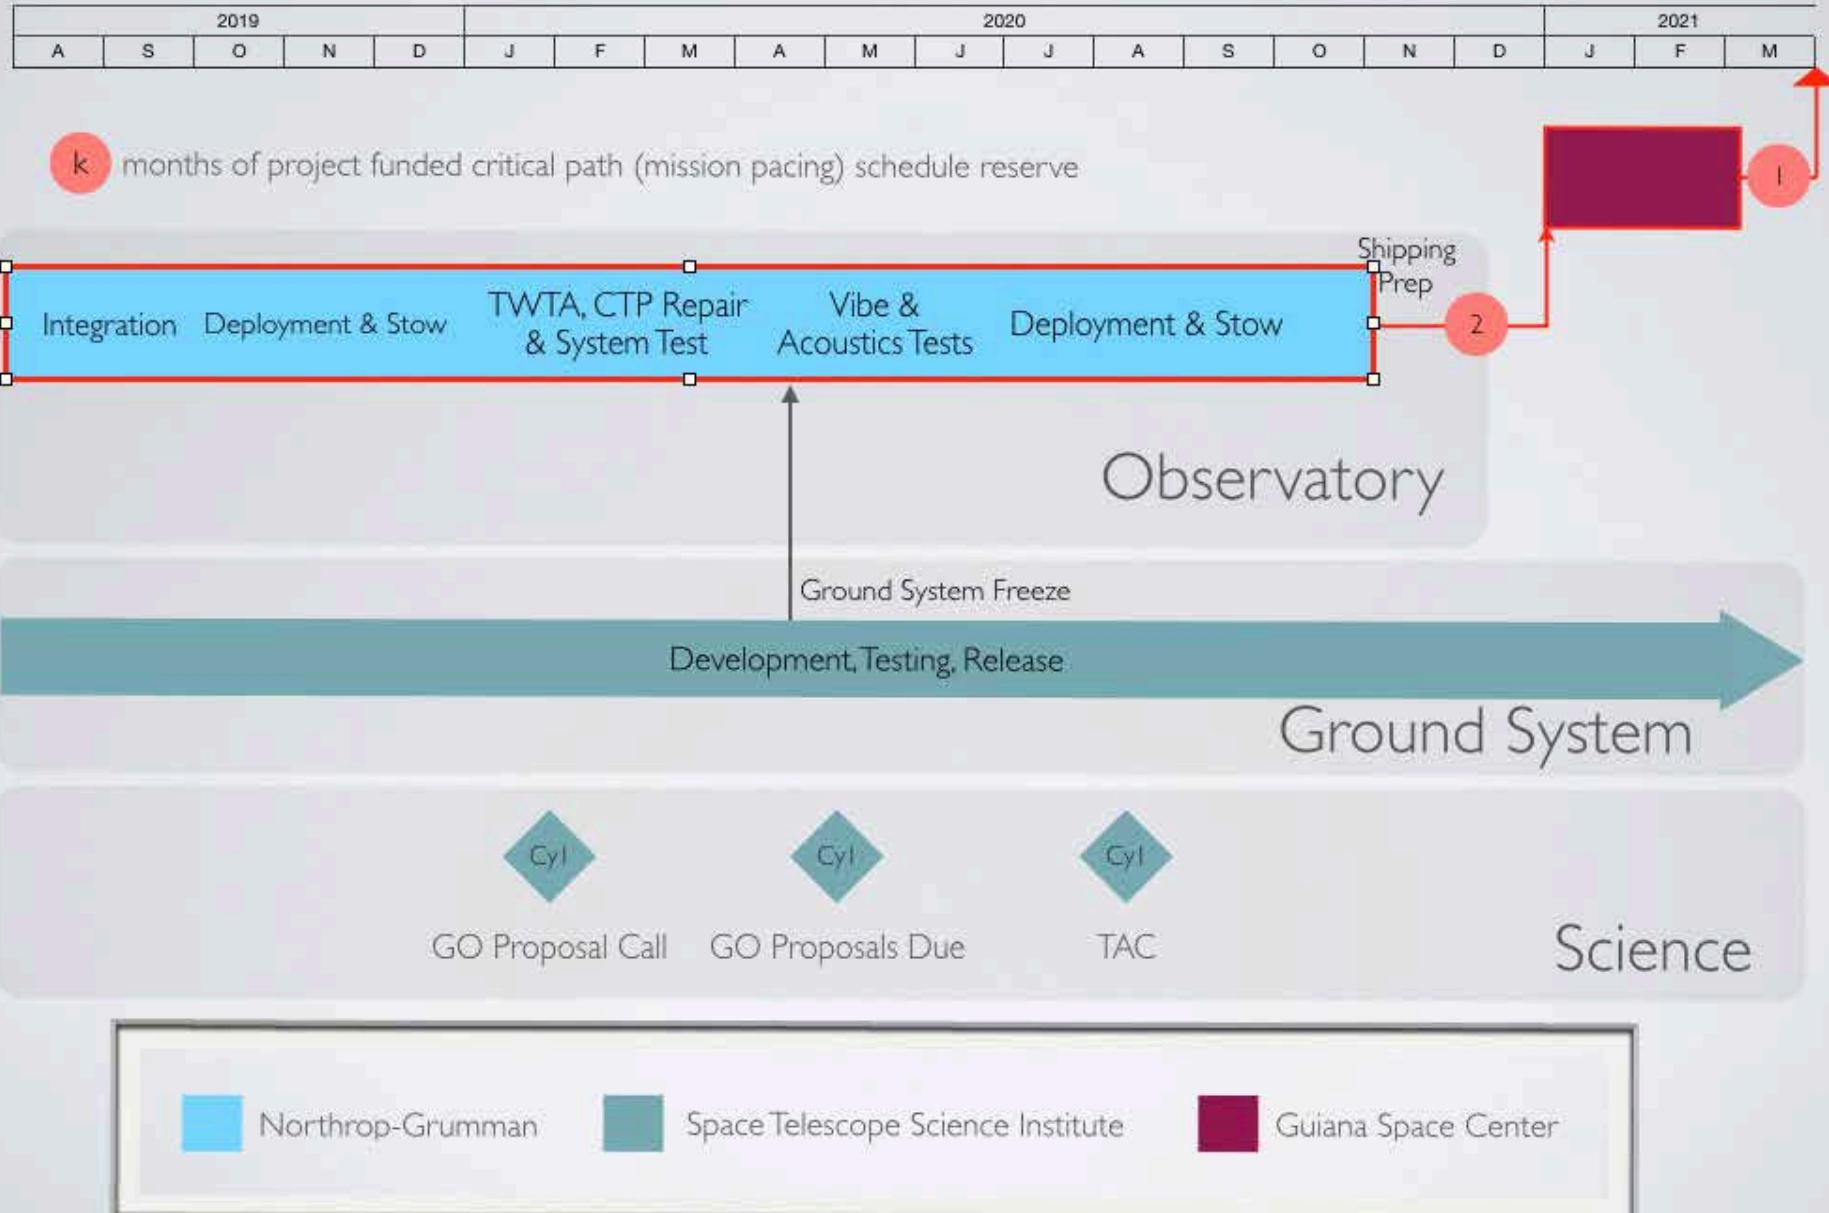 2019 2020 2021
A S O N D J F M A M J J A S O N D J F M
k months of project funded critical path (mission pacing) schedule reserve
1
Shipping
Prep
Integration
Deployment & Stow
TWTA, CTP Repair
& System Test
Vibe &
Acoustics Tests
Deployment & Stow
2
Observatory
Ground System Freeze
Development, Testing, Release
Ground System
Cy1 Cy1 Cy1
GO Proposal Call GO Proposals Due TAC
Science
Northrop-Grumman Space Telescope Science Institute Guiana Space Center